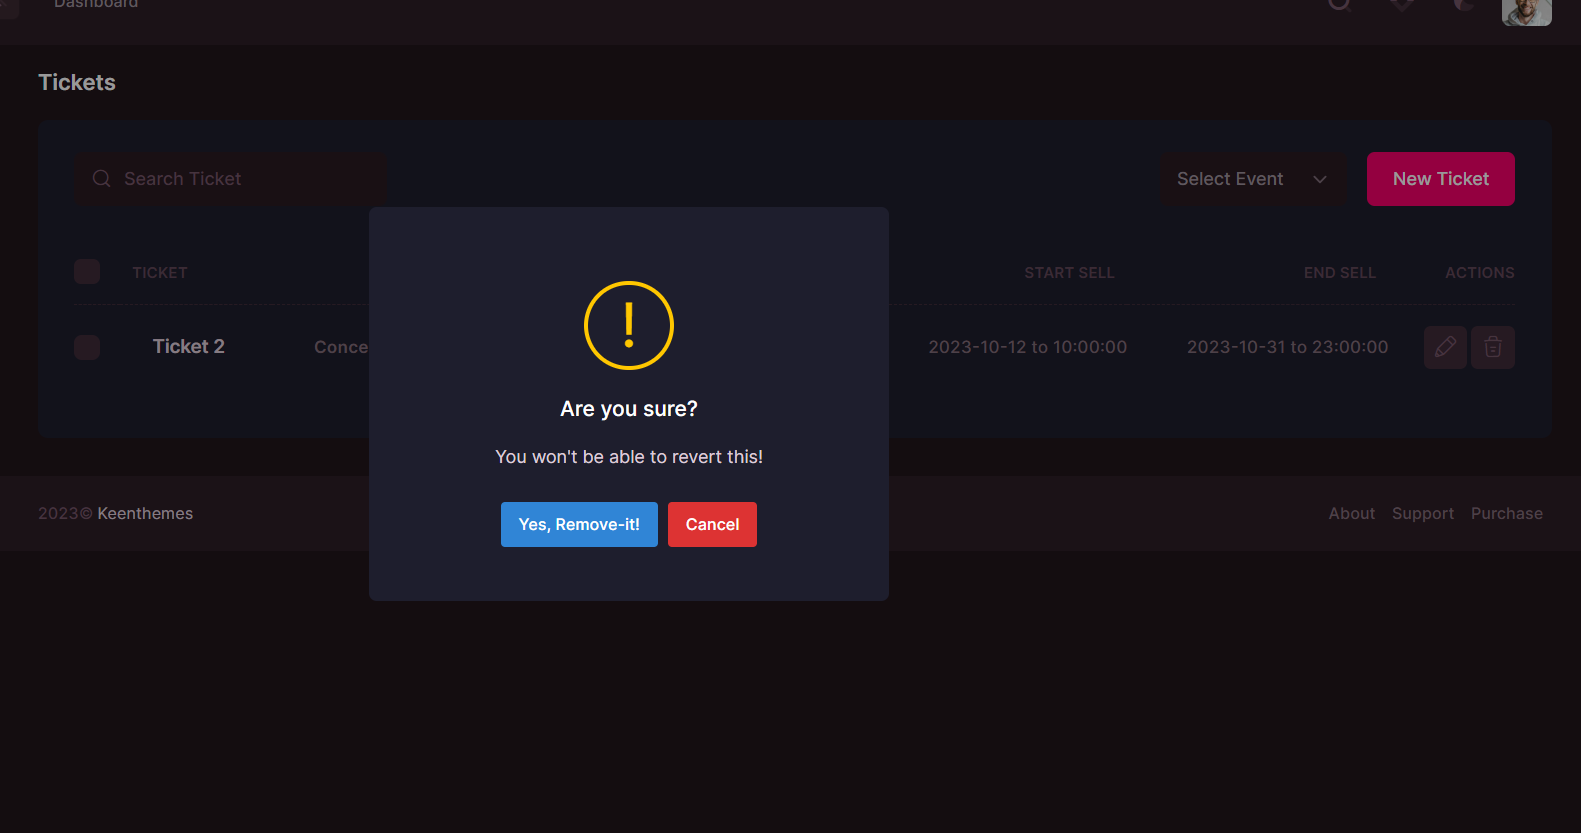 Dashboard
Tickets
Search Ticket
Select Event
New Ticket
TICKET
START SELL
END SELL
ACTIONS
Ticket 2
Conce
2023-10-12 to 10:00:00
2023-10-31 to 23:00:00
!
Are you sure?
You won't be able to revert this!
Yes, Remove-it!
Cancel
2023© Keenthemes
About
Support
Purchase